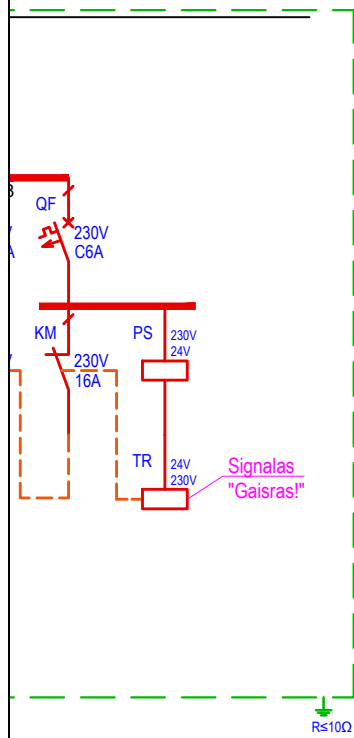 QF
230V
C6A
KM
230V
16A
PS
230V
24V
TR
24V
230V
Signalas
"Gaisras!"
R≤10Ω